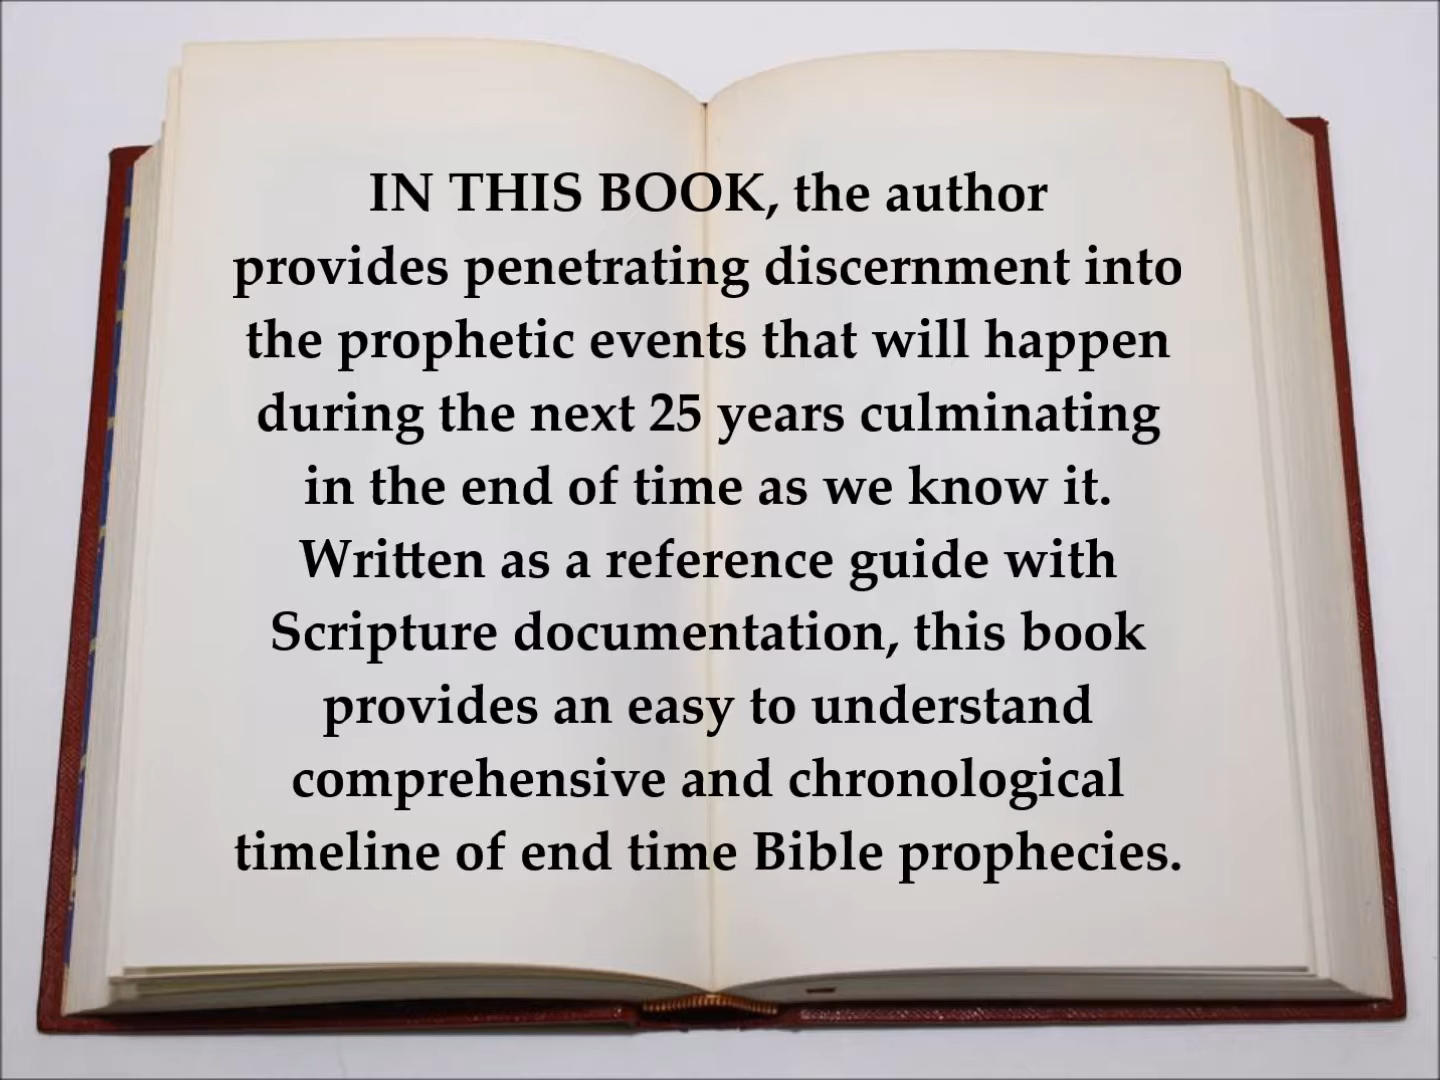 IN THIS BOOK, the author
provides penetrating discernment into
the prophetic events that will happen
during the next 25 years culminating
in the end of time as we know it.
Written as a reference guide with
Scripture documentation, this book
provides an easy to understand
comprehensive and chronological
timeline of end time Bible prophecies.